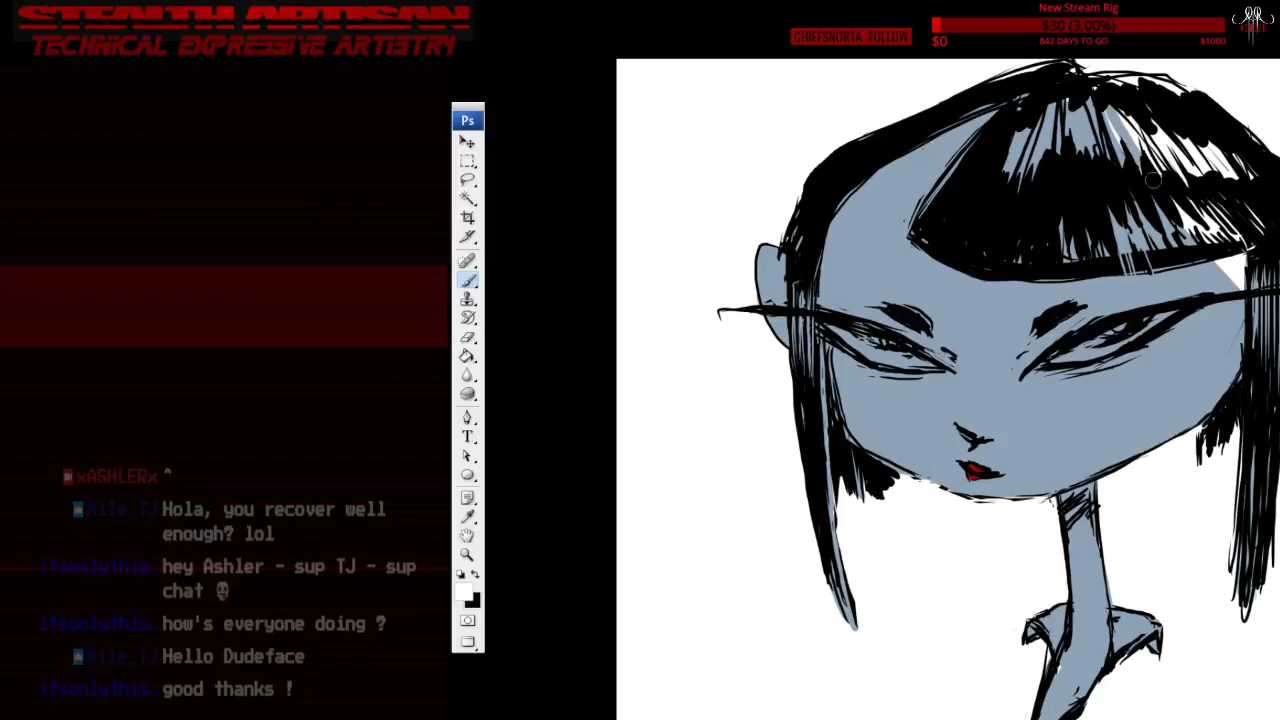 STEALTH ARTISAN
TECHNICAL EXPRESSIVE ARTISTRY
CHIEFSNORTA FOLLOW
New Stream Rig
$30 (3.00%)
$0
842 DAYS TO GO
$1000
Ps
T
xASHLERx ^
Hola, you recover well
enough? lol
itsonlythis.. hey Ashler - sup TJ - sup
chat
itsonlythis.. how's everyone doing ?
Hello Dudeface
itsonlythis.. good thanks !